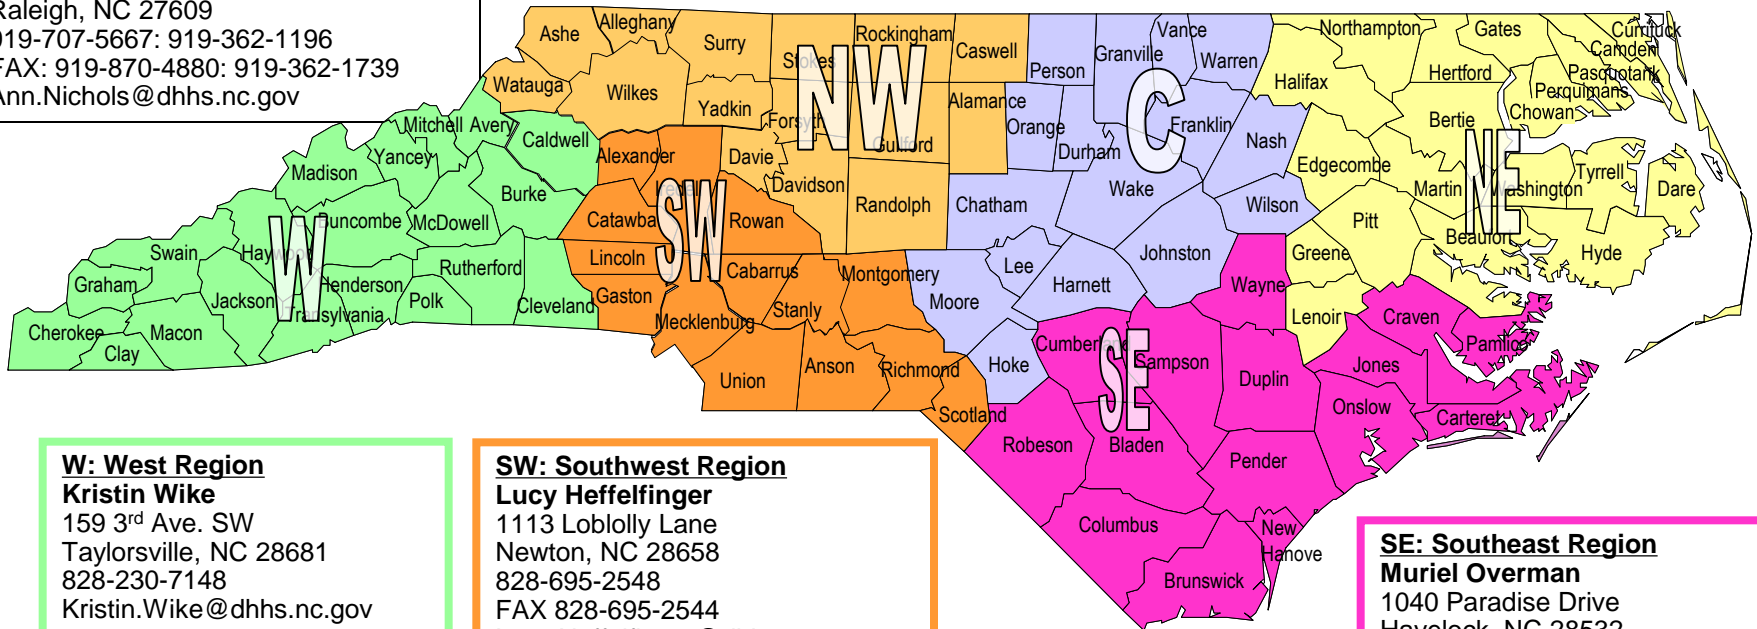 Raleigh, NC 27609
919-707-5667: 919-362-1196
FAX: 919-870-4880: 919-362-1739
Ann.Nichols@dhhs.nc.gov
Ashe
Alleghany
Surry
Stokes
Rockingham
Caswell
Person
Granville
Vance
Warren
Northampton
Gates
Currituck
Camden
Pasquotank
Perquimans
Chowan
Hertford
Halifax
Bertie
Watauga
Wilkes
Yadkin
Forsyth
Guilford
Alamance
Orange
Durham
Franklin
Nash
Edgecombe
Martin
Washington
Tyrrell
Dare
NW
C
NE
Mitchell
Avery
Caldwell
Alexander
Iredell
Davie
Davidson
Randolph
Chatham
Wake
Wilson
Pitt
Beaufort
Hyde
Madison
Yancey
Burke
Catawba
Rowan
SW
Buncombe
McDowell
Swain
Haywood
W
Rutherford
Lincoln
Cabarrus
Montgomery
Moore
Lee
Harnett
Johnston
Greene
Wayne
Lenoir
Graham
Jackson
Henderson
Polk
Cleveland
Gaston
Stanly
Transylvania
Mecklenburg
Cherokee
Macon
Clay
Union
Anson
Richmond
Scotland
Hoke
Cumberland
SE
Sampson
Duplin
Craven
Pamlico
Jones
Onslow
Carteret
Robeson
Bladen
Pender
Columbus
New
Hanove
Brunswick
W: West Region
Kristin Wike
159 3rd Ave. SW
Taylorsville, NC 28681
828-230-7148
Kristin.Wike@dhhs.nc.gov
SW: Southwest Region
Lucy Heffelfinger
1113 Loblolly Lane
Newton, NC 28658
828-695-2548
FAX 828-695-2544
SE: Southeast Region
Muriel Overman
1040 Paradise Drive
Havelock, NC 28532